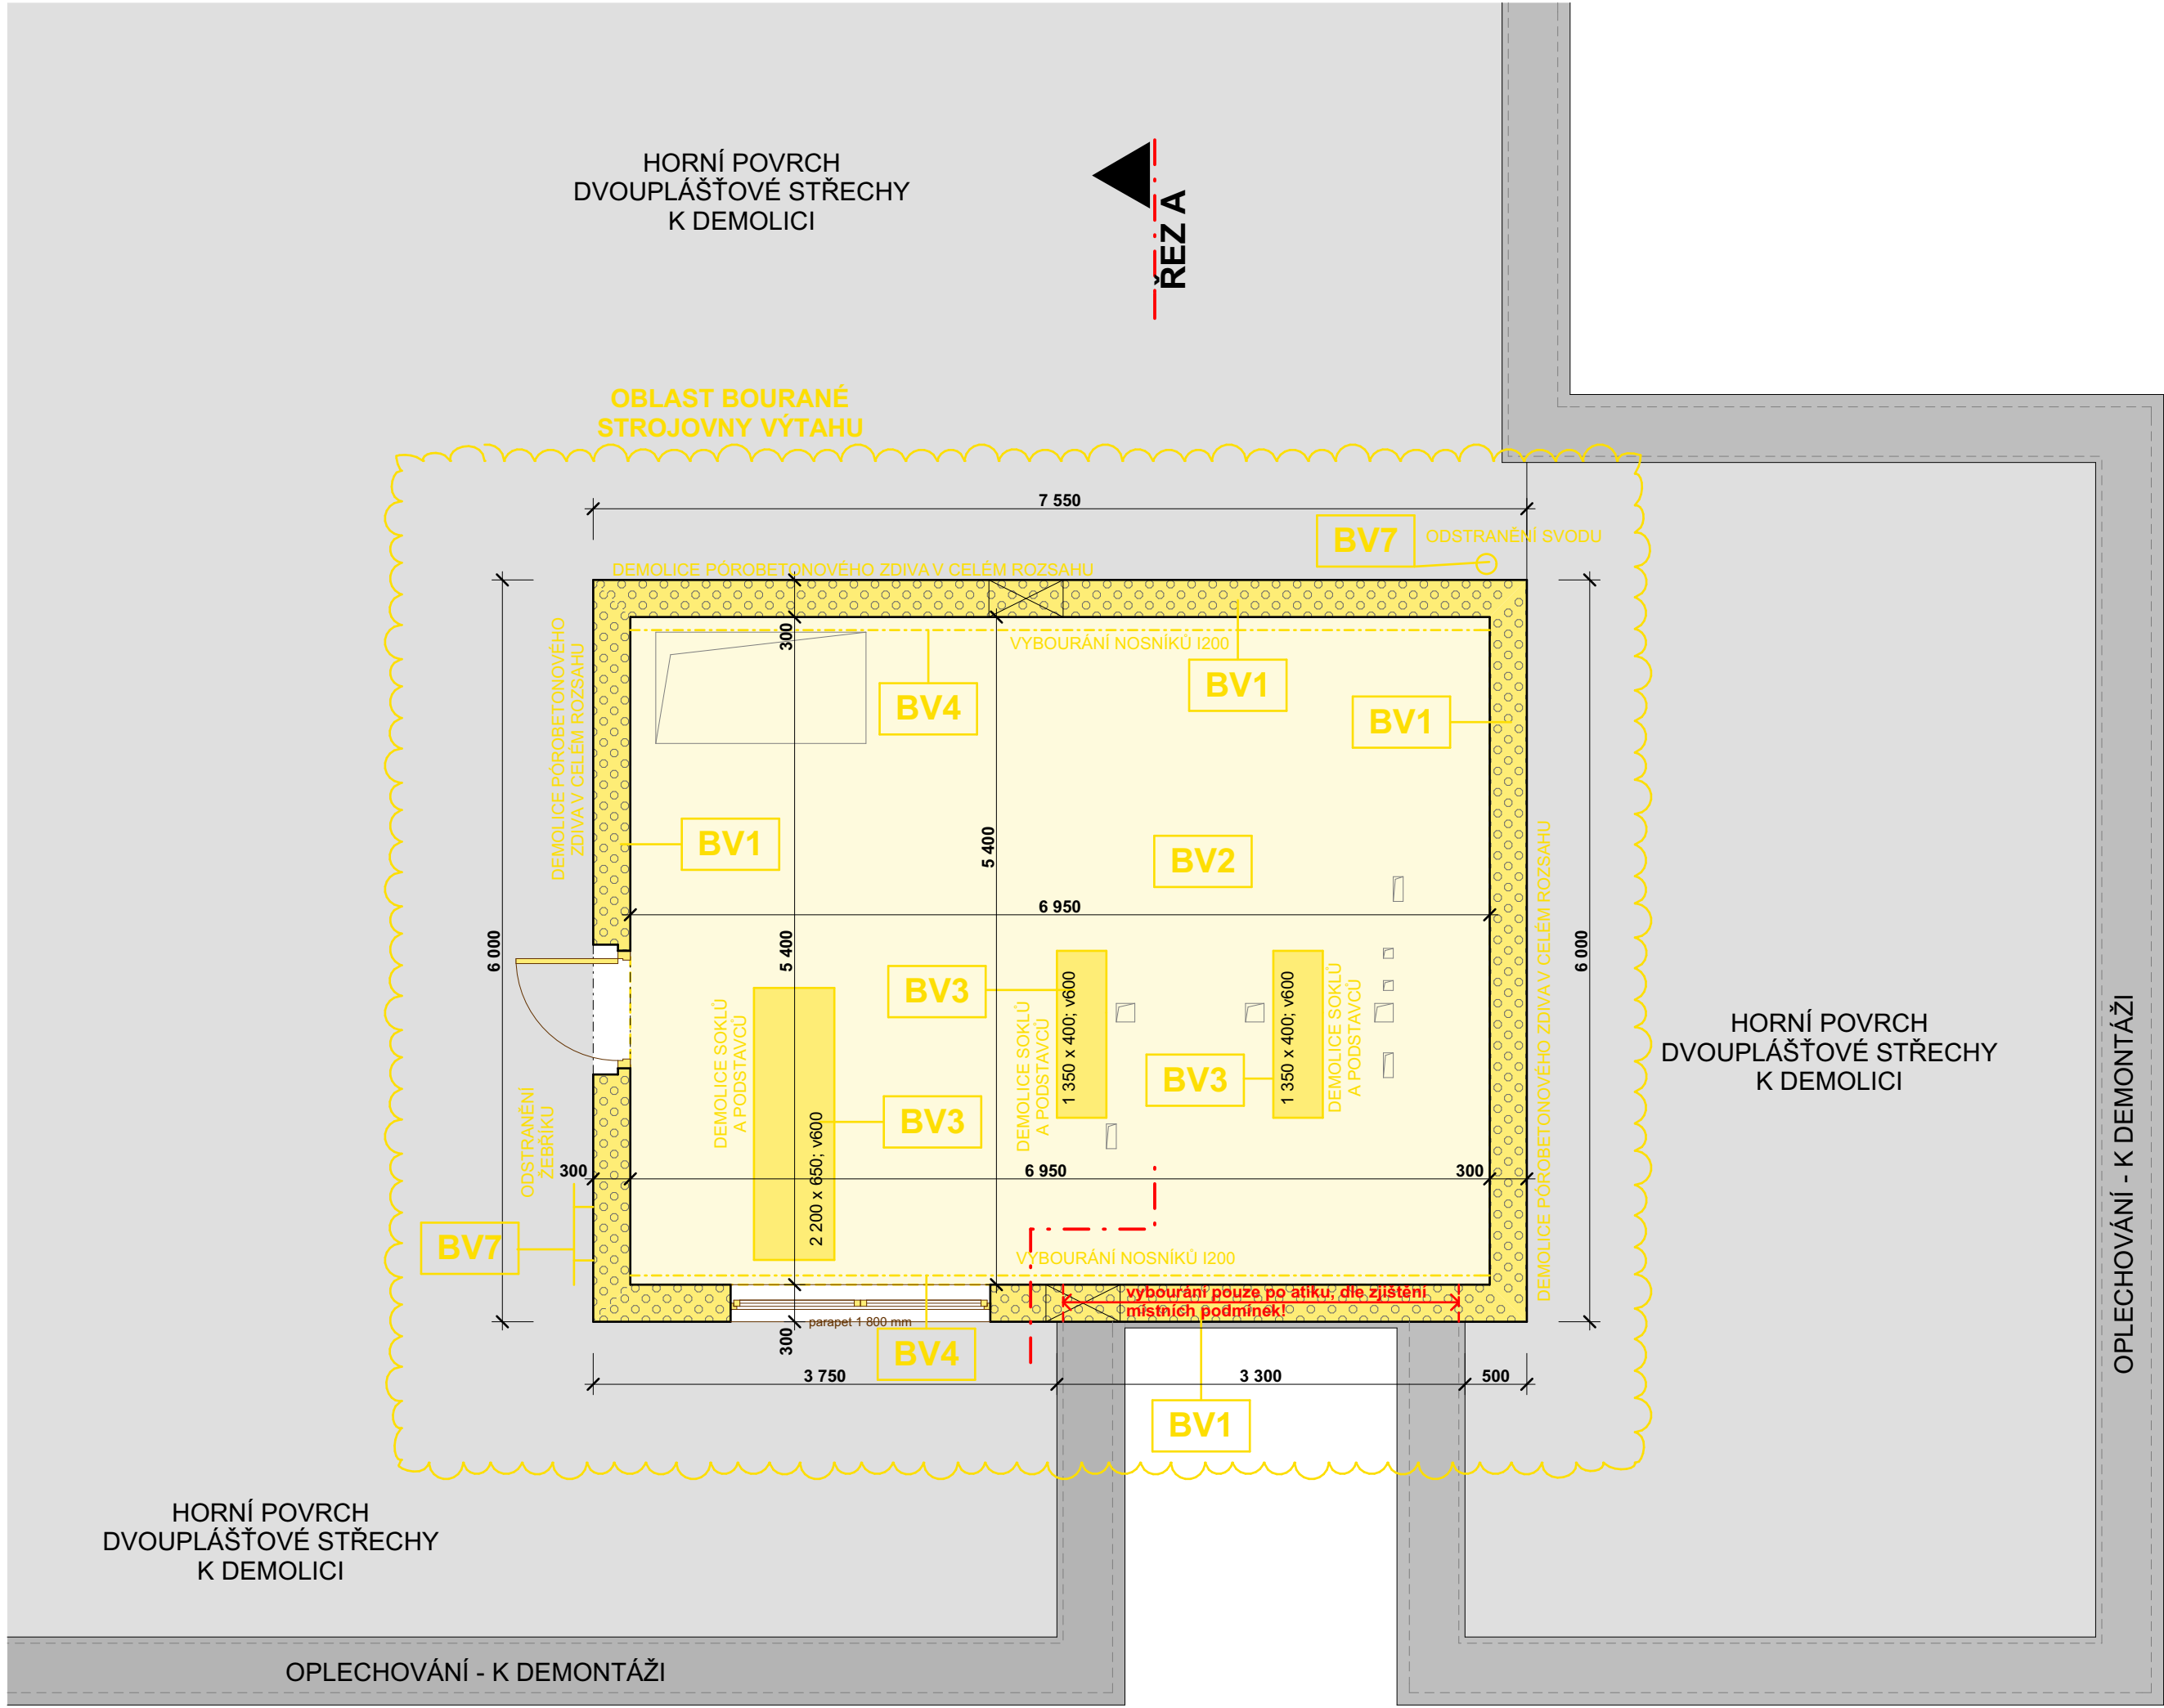 HORNÍ POVRCH
DVOUPLÁŠŤOVÉ STŘECHY
K DEMOLICI
ŘEZ A
OBLAST BOURANÉ
STROJOVNY VÝTAHU
7 550
BV7
ODSTRANĚNÍ SVODU
DEMOLICE PÓROBETONOVÉHO ZDIVA V CELÉM ROZSAHU
DEMOLICE PÓROBETONOVÉHO
ZDIVA V CELÉM ROZSAHU
300
VYBOURÁNÍ NOSNÍKŮ I200
BV4
BV1
BV1
BV1
5 400
BV2
6 950
6 000
5 400
6 000
BV3
DEMOLICE SOKLŮ
A PODSTAVCŮ
2 200 x 650; v600
BV3
DEMOLICE SOKLŮ
A PODSTAVCŮ
1 350 x 400; v600
BV3
1 350 x 400; v600
DEMOLICE SOKLŮ
A PODSTAVCŮ
DEMOLICE PÓROBETONOVÉHO ZDIVA V CELÉM ROZSAHU
HORNÍ POVRCH
DVOUPLÁŠŤOVÉ STŘECHY
K DEMOLICI
OPLECHOVÁNÍ - K DEMONTÁŽI
ODSTRANĚNÍ
ŽEBŘÍKU
300
6 950
300
BV7
VYBOURÁNÍ NOSNÍKŮ I200
vybourání pouze po atiku, dle zjištění
místních podmínek!
parapet 1 800 mm
300
BV4
3 750
3 300
500
BV1
HORNÍ POVRCH
DVOUPLÁŠŤOVÉ STŘECHY
K DEMOLICI
OPLECHOVÁNÍ - K DEMONTÁŽI